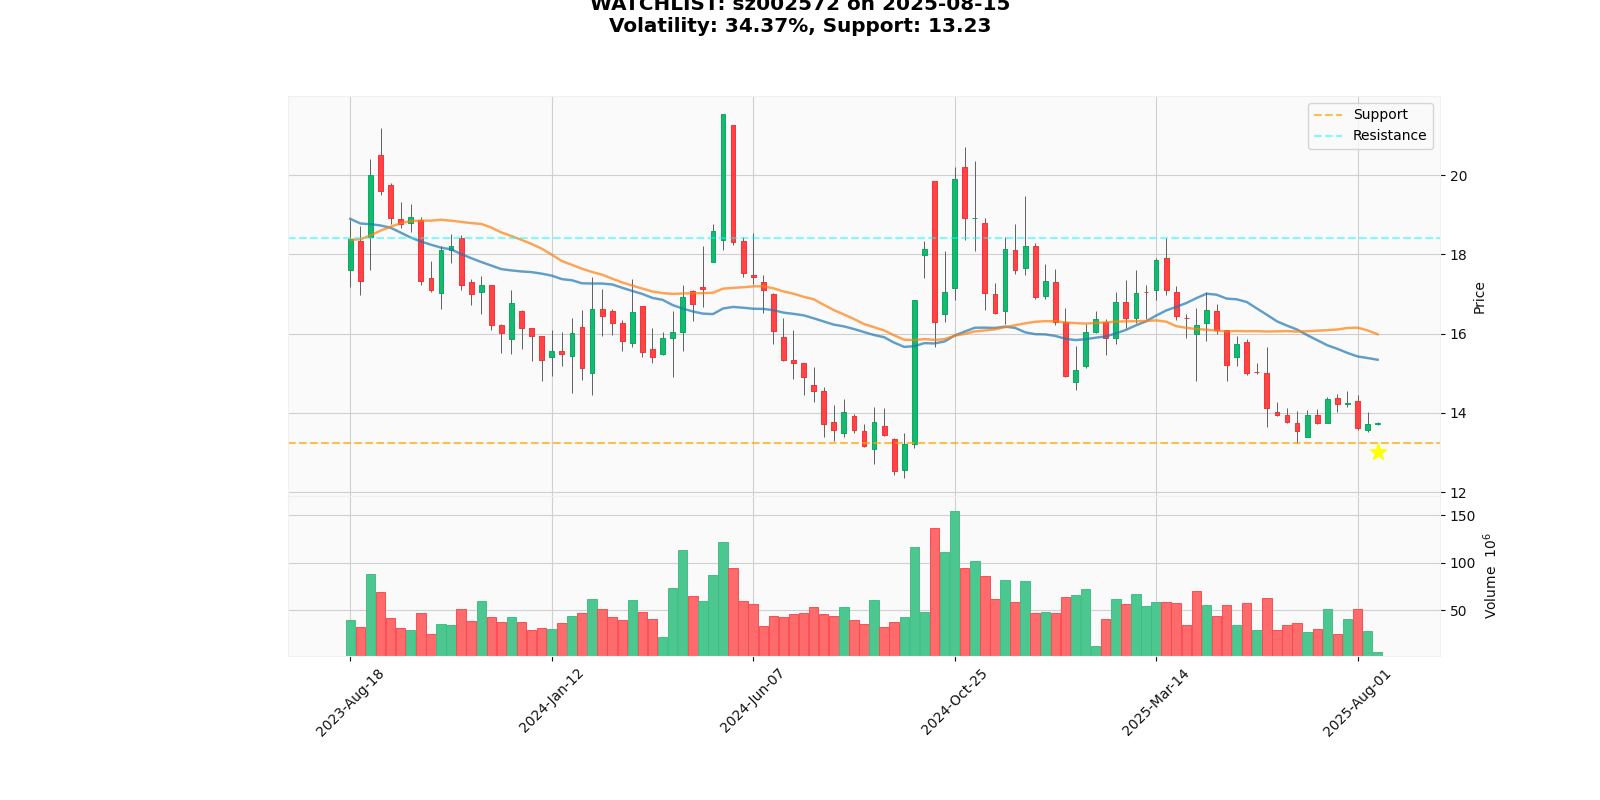 WATCHLIST: sz002572 on 2025-08-15
Volatility: 34.37%, Support: 13.23
Support
Resistance
20
18
16
14
12
Price
150
100
50
Volume 10⁶
2023-Aug-18
2024-Jan-12
2024-Jun-07
2024-Oct-25
2025-Mar-14
2025-Aug-01